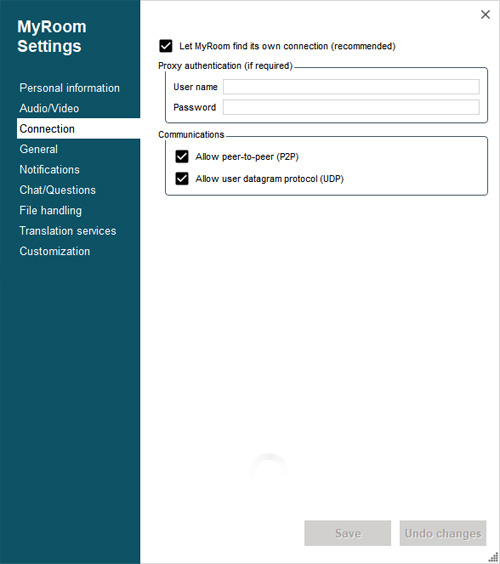 MyRoom
Settings
Personal information
Audio/Video
Connection
General
Notifications
Chat/Questions
File handling
Translation services
Customization
Let MyRoom find its own connection (recommended)
Proxy authentication (if required)
User name
Password
Communications
Allow peer-to-peer (P2P)
Allow user datagram protocol (UDP)
Save
Undo changes